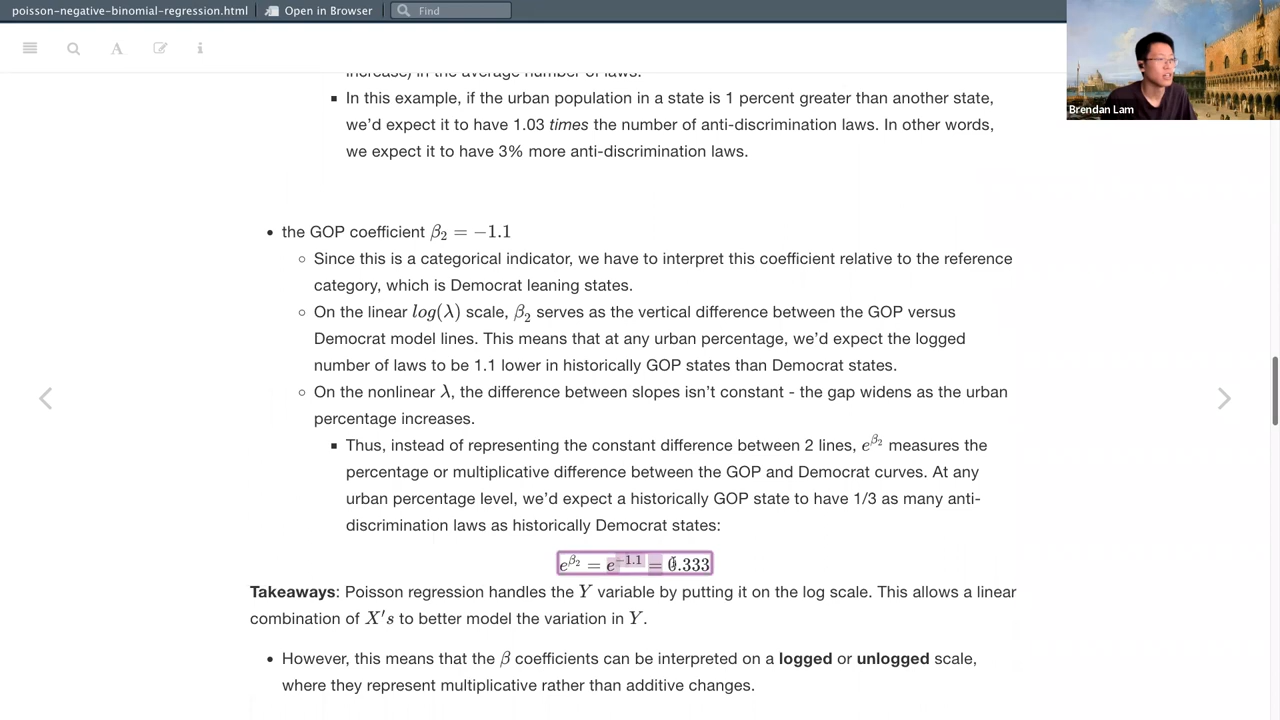 poisson-negative-binomial-regression.html Open in Browser Find
increase) in the average number of laws.
▪ In this example, if the urban population in a state is 1 percent greater than another state,
we'd expect it to have 1.03 times the number of anti-discrimination laws. In other words,
we expect it to have 3% more anti-discrimination laws.
Brendan Lam
• the GOP coefficient β₂ = −1.1
◦ Since this is a categorical indicator, we have to interpret this coefficient relative to the reference
category, which is Democrat leaning states.
◦ On the linear log(λ) scale, β₂ serves as the vertical difference between the GOP versus
Democrat model lines. This means that at any urban percentage, we'd expect the logged
number of laws to be 1.1 lower in historically GOP states than Democrat states.
◦ On the nonlinear λ, the difference between slopes isn't constant - the gap widens as the urban
percentage increases.
▪ Thus, instead of representing the constant difference between 2 lines, e^β₂ measures the
percentage or multiplicative difference between the GOP and Democrat curves. At any
urban percentage level, we'd expect a historically GOP state to have 1/3 as many anti-
discrimination laws as historically Democrat states:
e^β₂ = e^−1.1 = 0.333
Takeaways: Poisson regression handles the Y variable by putting it on the log scale. This allows a linear
combination of X's to better model the variation in Y.
• However, this means that the β coefficients can be interpreted on a logged or unlogged scale,
where they represent multiplicative rather than additive changes.